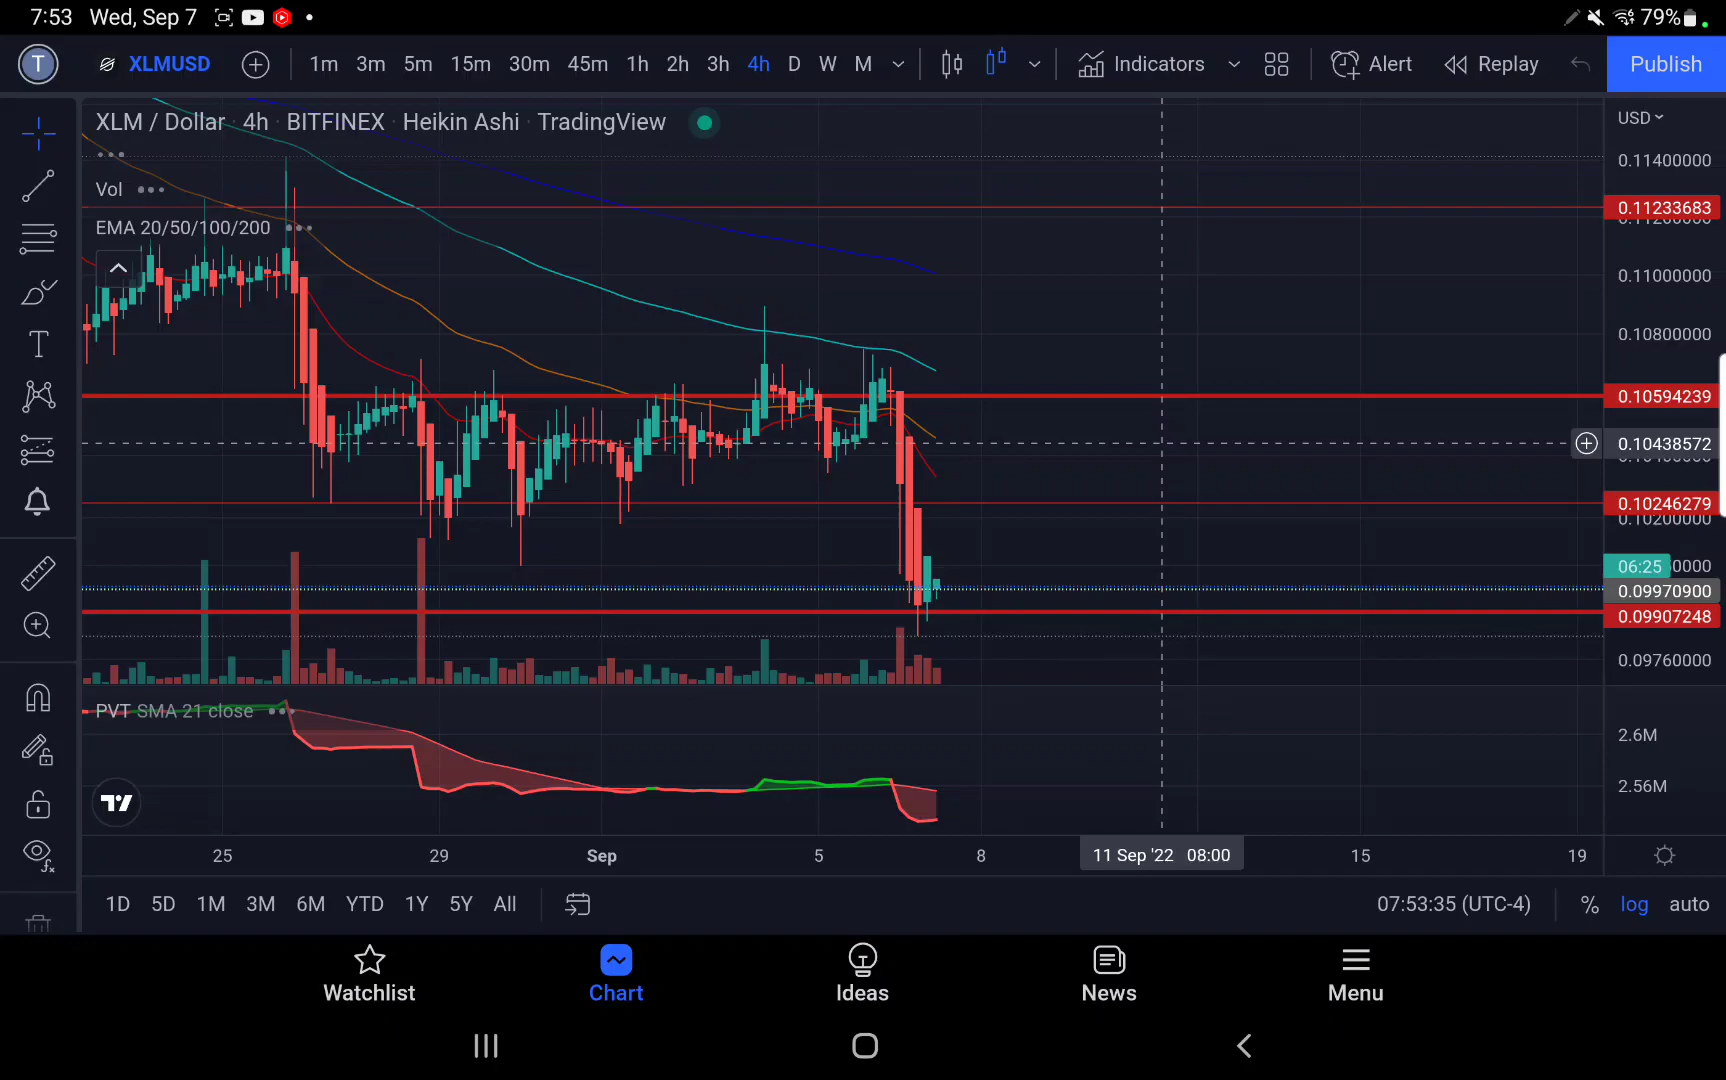 7:53 Wed, Sep 7
79%
T
XLMUSD
1m 3m 5m 15m 30m 45m 1h 2h 3h 4h D W M
Indicators
Alert
Replay
Publish
XLM / Dollar · 4h · BITFINEX · Heikin Ashi · TradingView
USD
Vol
EMA 20/50/100/200
0.11400000
0.11233683
0.11000000
0.10800000
0.10594239
0.10438572
0.10246279
0.10200000
06:25
0.09970900
0.09907248
0.09760000
PVT SMA 21 close
2.6M
2.56M
25 29 Sep 5 8 11 Sep '22 08:00 15 19
1D 5D 1M 3M 6M YTD 1Y 5Y All
07:53:35 (UTC-4)
% log auto
Watchlist
Chart
Ideas
News
Menu